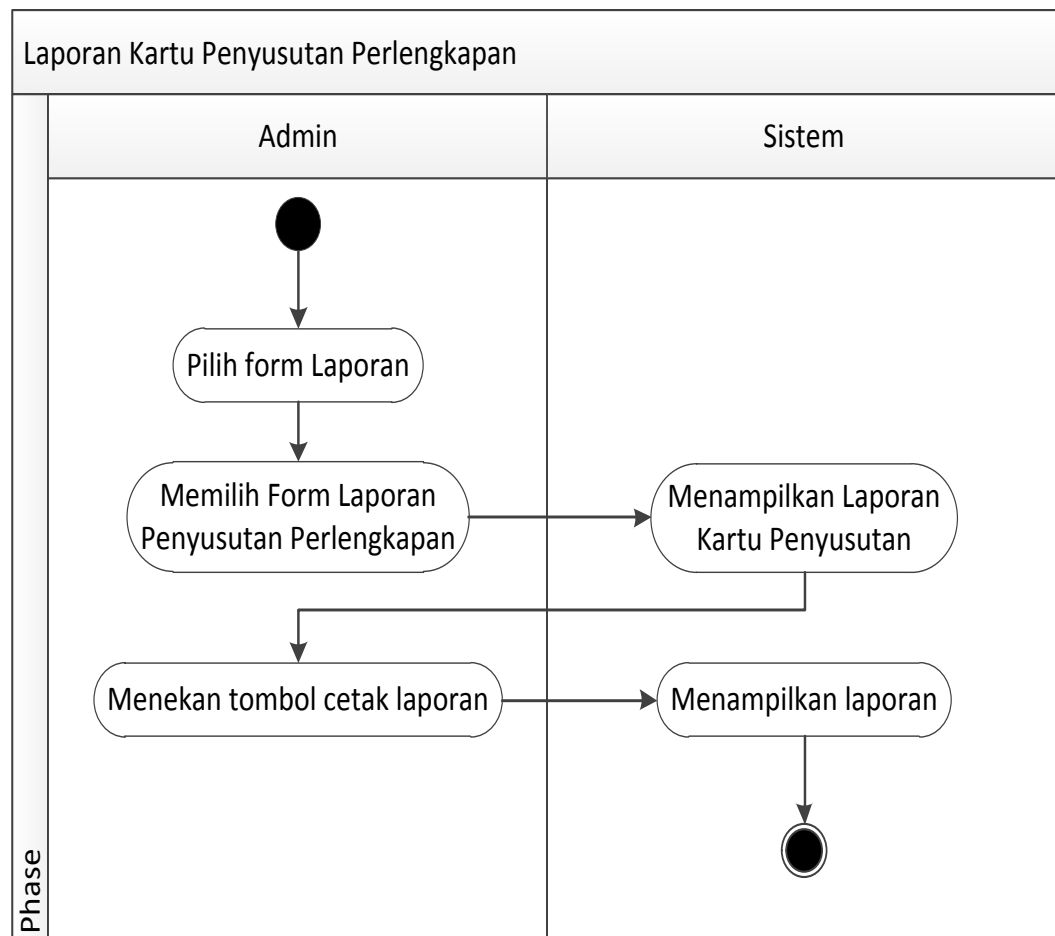 Laporan Kartu Penyusutan Perlengkapan
Admin
Sistem
Pilih form Laporan
Memilih Form Laporan
Penyusutan Perlengkapan
Menampilkan Laporan
Kartu Penyusutan
Menekan tombol cetak laporan
Menampilkan laporan
Phase